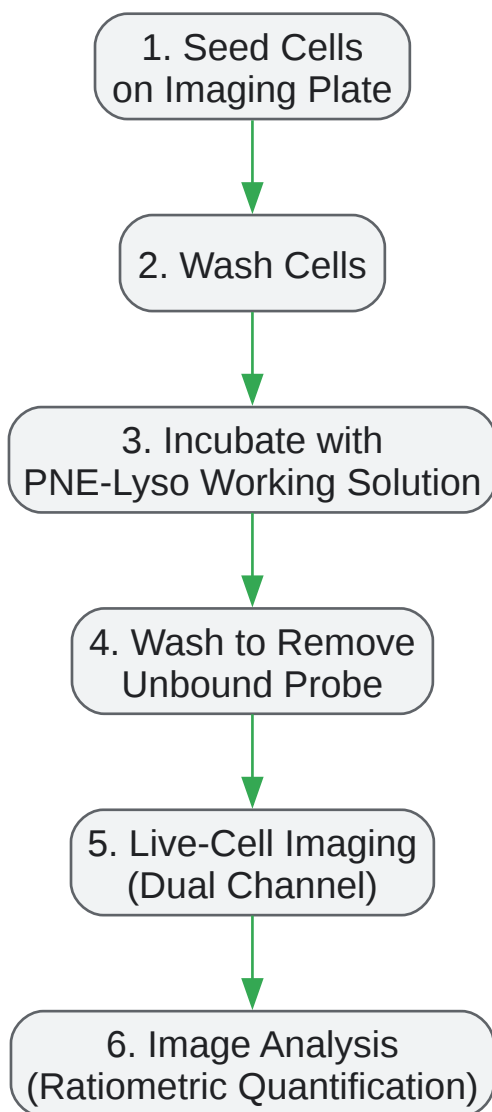 1. Seed Cells
on Imaging Plate
2. Wash Cells
3. Incubate with
PNE-Lyso Working Solution
4. Wash to Remove
Unbound Probe
5. Live-Cell Imaging
(Dual Channel)
6. Image Analysis
(Ratiometric Quantification)